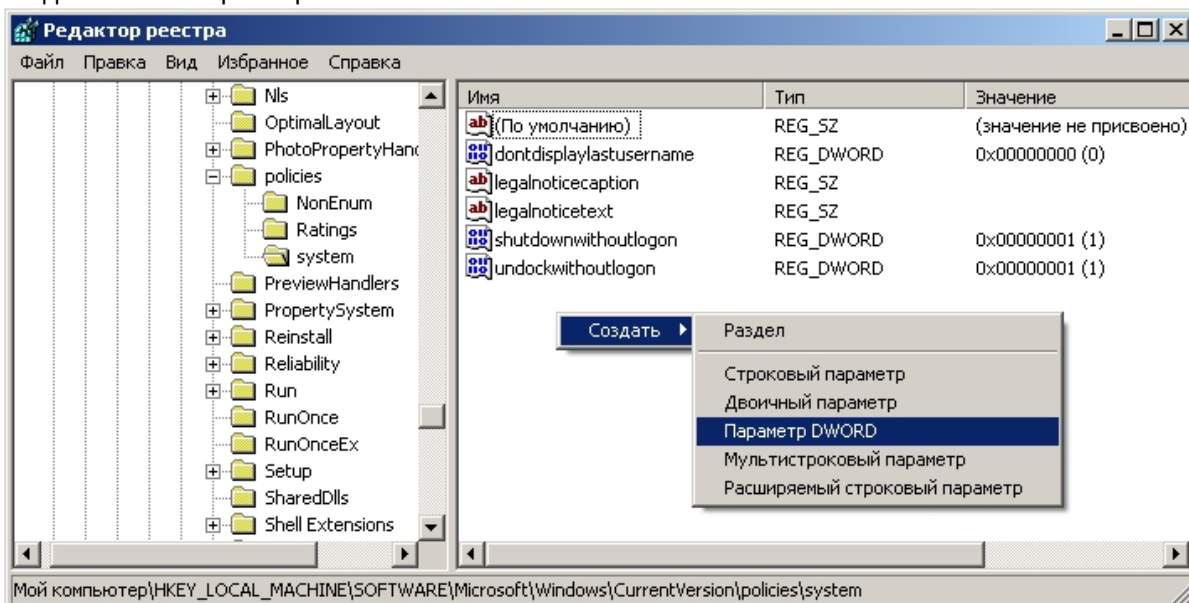 Редактор реестра
Файл Правка Вид Избранное Справка
Nls
OptimalLayout
PhotoPropertyHand
policies
NonEnum
Ratings
system
PreviewHandlers
PropertySystem
Reinstall
Reliability
Run
RunOnce
RunOnceEx
Setup
SharedDlls
Shell Extensions
Имя Тип Значение
(По умолчанию) REG_SZ (значение не присвоено)
dontdisplaylastusername REG_DWORD 0x00000000 (0)
legalnoticecaption REG_SZ
legalnoticetext REG_SZ
shutdownwithoutlogon REG_DWORD 0x00000001 (1)
undockwithoutlogon REG_DWORD 0x00000001 (1)
Создать
Раздел
Строковый параметр
Двоичный параметр
Параметр DWORD
Мультистроковый параметр
Расширяемый строковый параметр
Мой компьютер\HKEY_LOCAL_MACHINE\SOFTWARE\Microsoft\Windows\CurrentVersion\policies\system